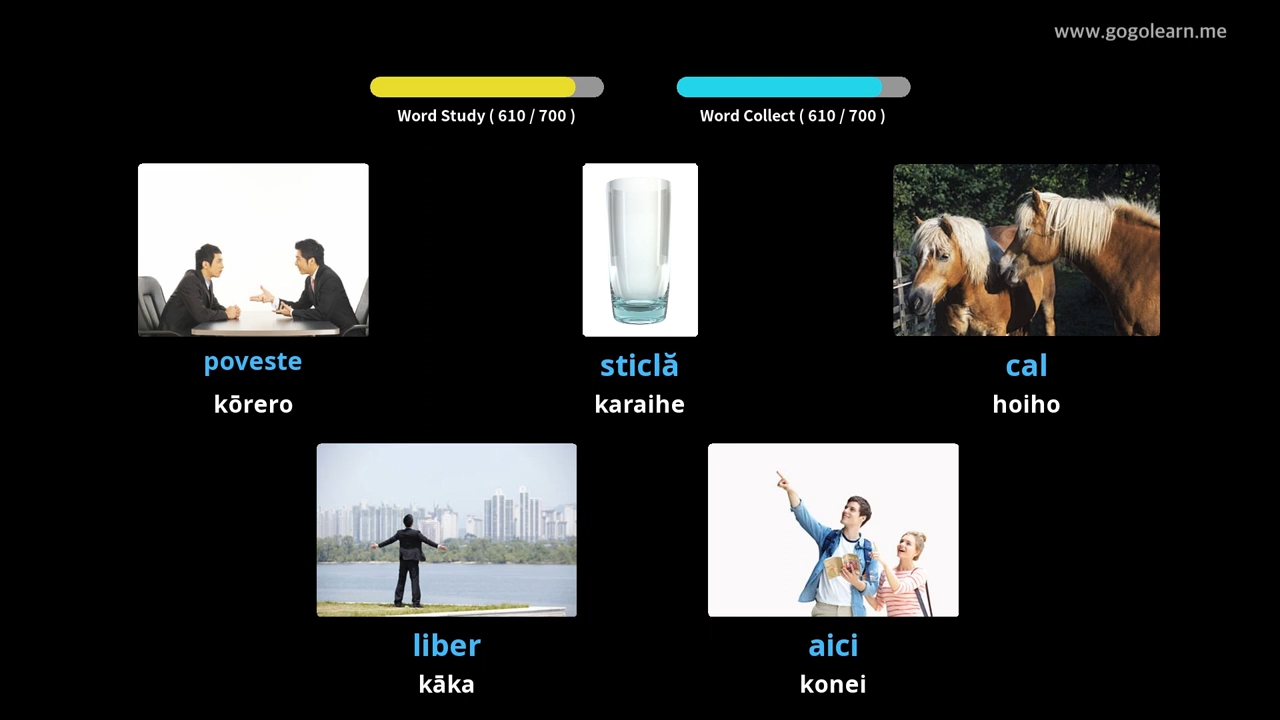 www.gogolearn.me
Word Study ( 610 / 700 )
Word Collect ( 610 / 700 )
poveste
kōrero
sticlă
karaihe
cal
hoiho
liber
kāka
aici
konei